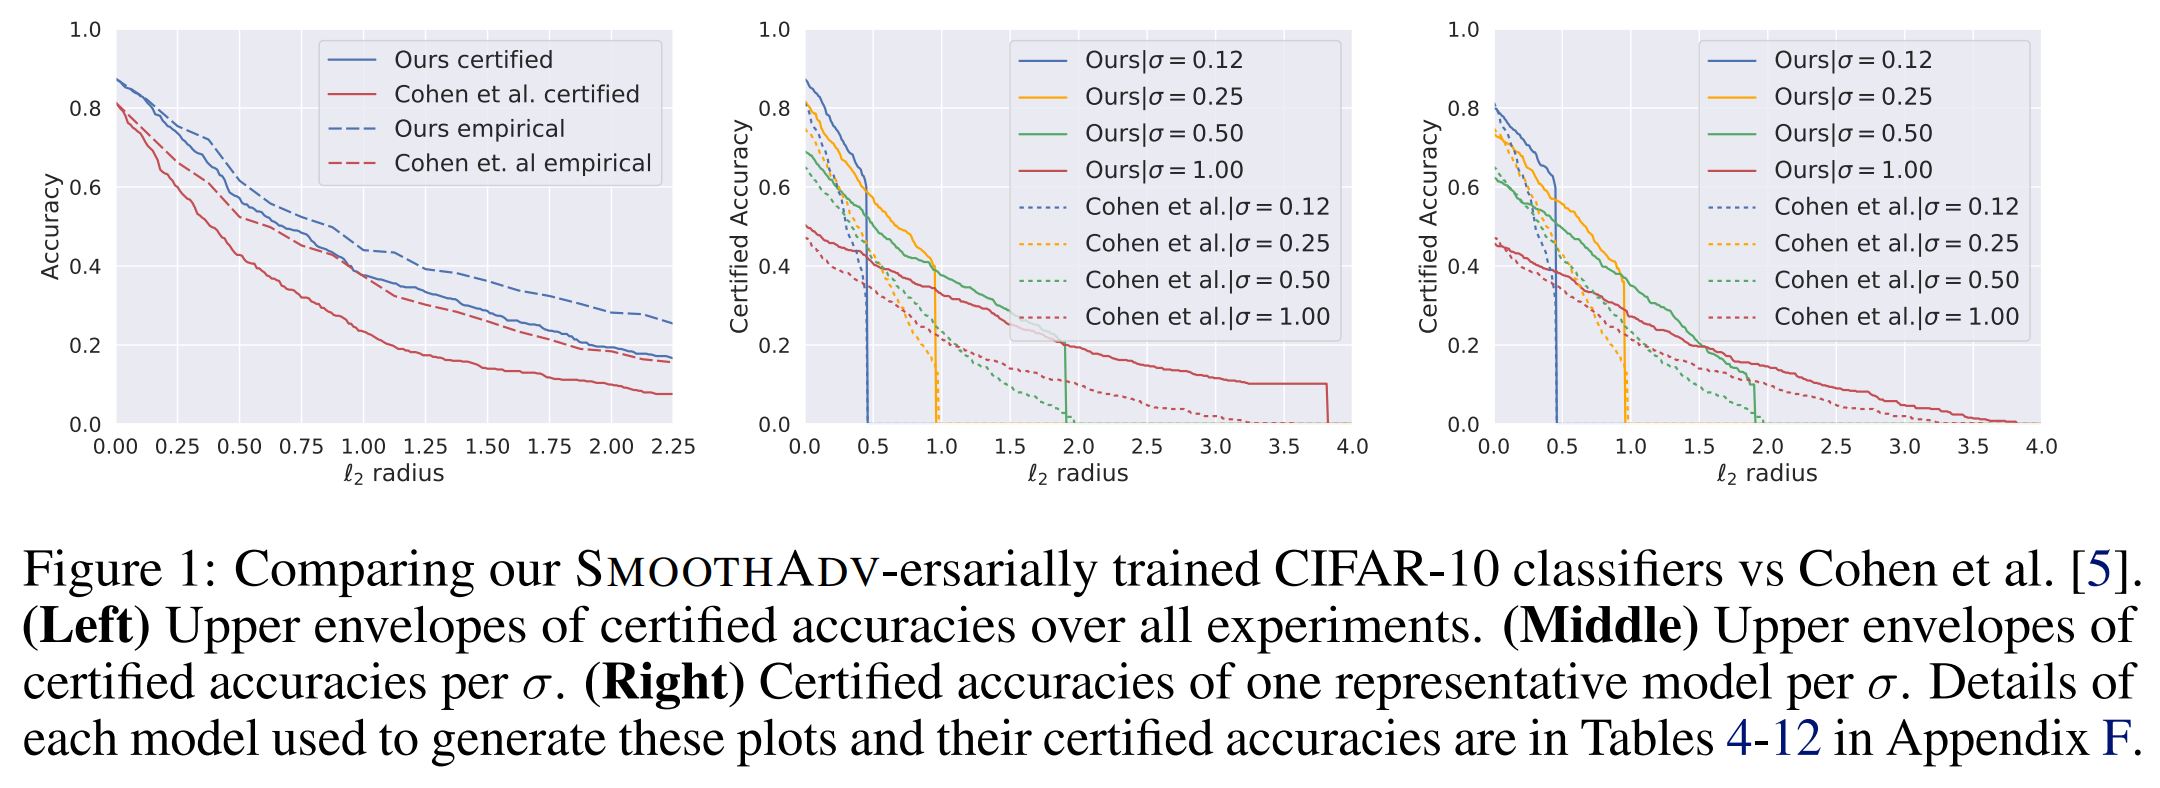 1.0
0.8
0.6
0.4
0.2
0.0
Accuracy
0.00 0.25 0.50 0.75 1.00 1.25 1.50 1.75 2.00 2.25
ℓ₂ radius
Ours certified
Cohen et al. certified
Ours empirical
Cohen et. al empirical
1.0
0.8
0.6
0.4
0.2
0.0
Certified Accuracy
0.0 0.5 1.0 1.5 2.0 2.5 3.0 3.5 4.0
ℓ₂ radius
Ours|σ = 0.12
Ours|σ = 0.25
Ours|σ = 0.50
Ours|σ = 1.00
Cohen et al.|σ = 0.12
Cohen et al.|σ = 0.25
Cohen et al.|σ = 0.50
Cohen et al.|σ = 1.00
1.0
0.8
0.6
0.4
0.2
0.0
Certified Accuracy
0.0 0.5 1.0 1.5 2.0 2.5 3.0 3.5 4.0
ℓ₂ radius
Ours|σ = 0.12
Ours|σ = 0.25
Ours|σ = 0.50
Ours|σ = 1.00
Cohen et al.|σ = 0.12
Cohen et al.|σ = 0.25
Cohen et al.|σ = 0.50
Cohen et al.|σ = 1.00
Figure 1: Comparing our SMOOTHADV-ersarially trained CIFAR-10 classifiers vs Cohen et al. [5].
(Left) Upper envelopes of certified accuracies over all experiments. (Middle) Upper envelopes of
certified accuracies per σ. (Right) Certified accuracies of one representative model per σ. Details of
each model used to generate these plots and their certified accuracies are in Tables 4-12 in Appendix F.